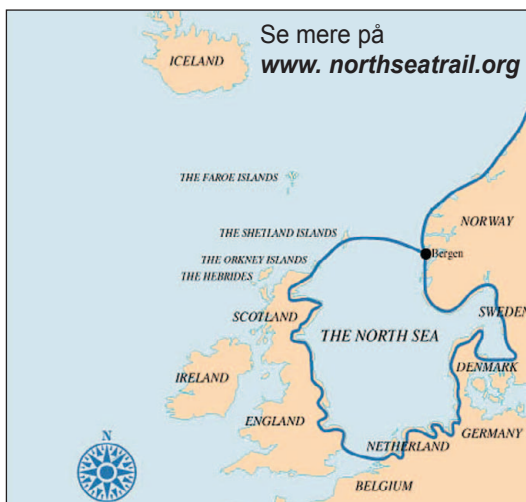 Se mere på
www. northseatrail.org
ICELAND
THE FAROE ISLANDS
NORWAY
THE SHETLAND ISLANDS
Bergen
THE ORKNEY ISLANDS
THE HEBRIDES
SWEDEN
SCOTLAND
THE NORTH SEA
DENMARK
IRELAND
ENGLAND
GERMANY
NETHERLAND
BELGIUM
N